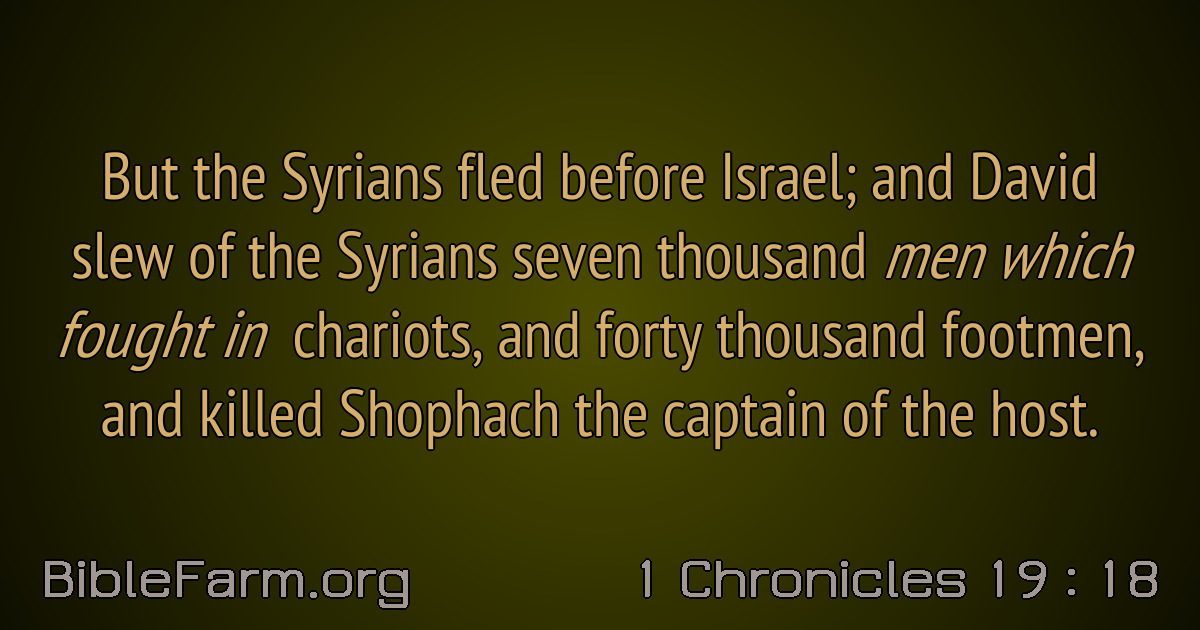 But the Syrians fled before Israel; and David
slew of the Syrians seven thousand men which
fought in chariots, and forty thousand footmen,
and killed Shophach the captain of the host.
BibleFarm.org
1 Chronicles 19 : 18